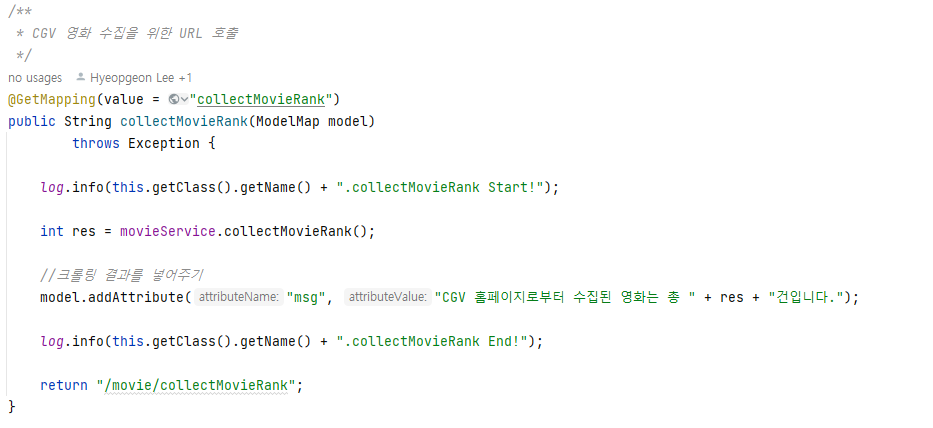 /**
 * CGV 영화 수집을 위한 URL 호출
 */
no usages Hyeopgeon Lee +1
@GetMapping(value = "collectMovieRank")
public String collectMovieRank(ModelMap model)
        throws Exception {
    log.info(this.getClass().getName() + ".collectMovieRank Start!");
    int res = movieService.collectMovieRank();
    //크롤링 결과를 넣어주기
    model.addAttribute( attributeName: "msg", attributeValue: "CGV 홈페이지로부터 수집된 영화는 총 " + res + "건입니다.");
    log.info(this.getClass().getName() + ".collectMovieRank End!");
    return "/movie/collectMovieRank";
}